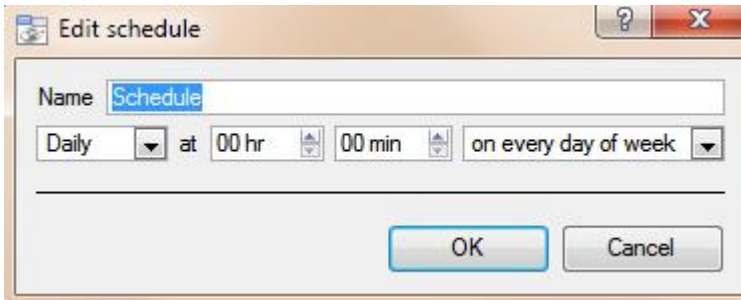 Edit schedule
Name Schedule
Daily at 00 hr 00 min on every day of week
OK Cancel